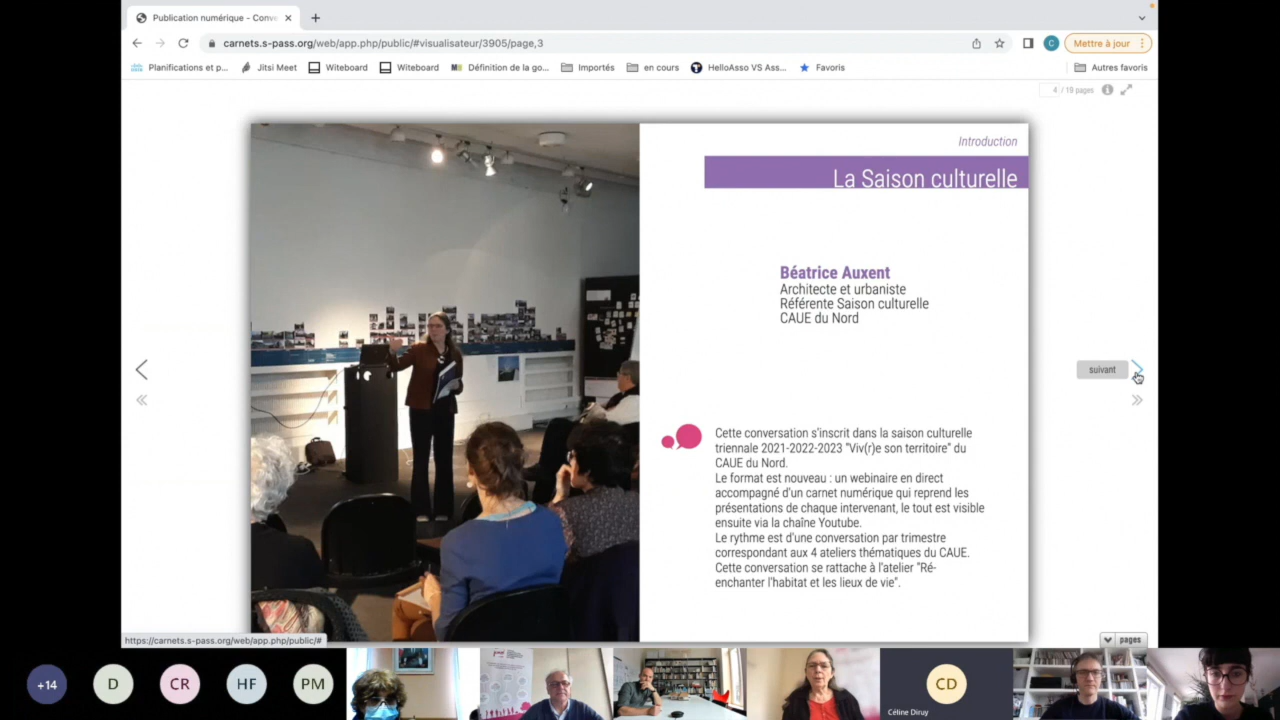 Publication numérique - Conve
carnets.s-pass.org/web/app.php/public/#visualisateur/3905/page,3
Mettre à jour
Planifications et p...
Jitsi Meet
Witeboard
Witeboard
Définition de la go...
Importés
en cours
HelloAsso VS Ass...
Favoris
Autres favoris
4 / 19 pages
Introduction
La Saison culturelle
Béatrice Auxent
Architecte et urbaniste
Référente Saison culturelle
CAUE du Nord
suivant
Cette conversation s'inscrit dans la saison culturelle
triennale 2021-2022-2023 "Viv(r)e son territoire" du
CAUE du Nord.
Le format est nouveau : un webinaire en direct
accompagné d'un carnet numérique qui reprend les
présentations de chaque intervenant, le tout est visible
ensuite via la chaîne Youtube.
Le rythme est d'une conversation par trimestre
correspondant aux 4 ateliers thématiques du CAUE.
Cette conversation se rattache à l'atelier "Ré-
enchanter l'habitat et les lieux de vie".
https://carnets.s-pass.org/web/app.php/public/#
pages
+14
D
CR
HF
PM
CD
Céline Diruy
C